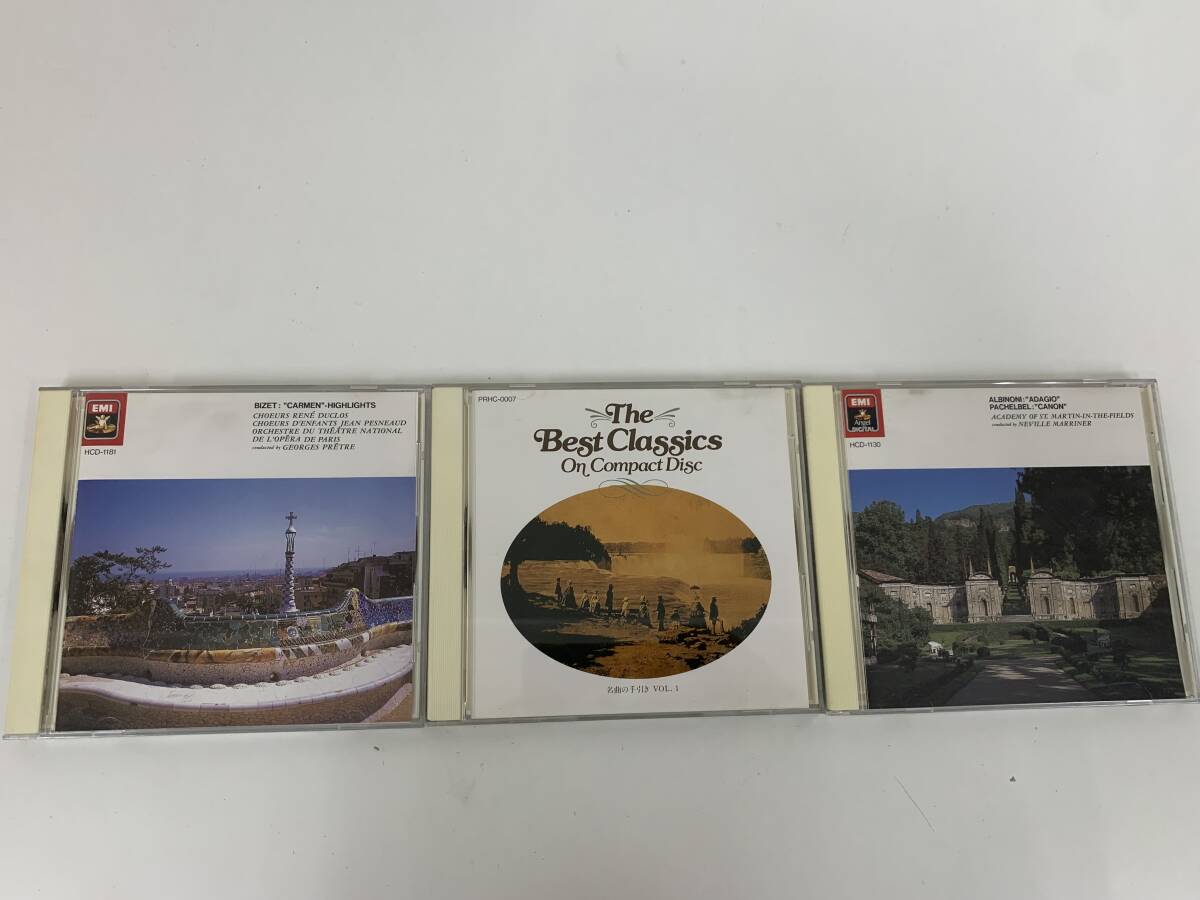 EMI
HCD-1181
BIZET: "CARMEN"-HIGHLIGHTS
CHOEURS RENÉ DUCLOS
CHOEURS D'ENFANTS JEAN PESNEAUD
ORCHESTRE DU THÉÂTRE NATIONAL
DE L'OPÉRA DE PARIS
conducted by GEORGES PRÊTRE
PRHC-0007
The
Best Classics
On Compact Disc
名曲の手引き VOL. 1
EMI
Angel
DIGITAL
HCD-1130
ALBINONI: "ADAGIO"
PACHELBEL: "CANON"
ACADEMY OF ST. MARTIN-IN-THE-FIELDS
conducted by NEVILLE MARRINER